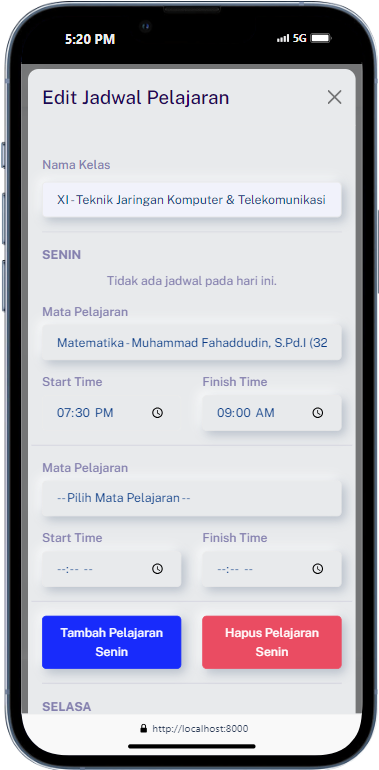 5:20 PM 5G
Edit Jadwal Pelajaran
Nama Kelas
XI - Teknik Jaringan Komputer & Telekomunikasi
SENIN
Tidak ada jadwal pada hari ini.
Mata Pelajaran
Matematika - Muhammad Fahaddudin, S.Pd.I (32
Start Time Finish Time
07:30 PM 09:00 AM
Mata Pelajaran
-- Pilih Mata Pelajaran --
Start Time Finish Time
--:-- -- --:-- --
Tambah Pelajaran Hapus Pelajaran
Senin Senin
SELASA
http://localhost:8000